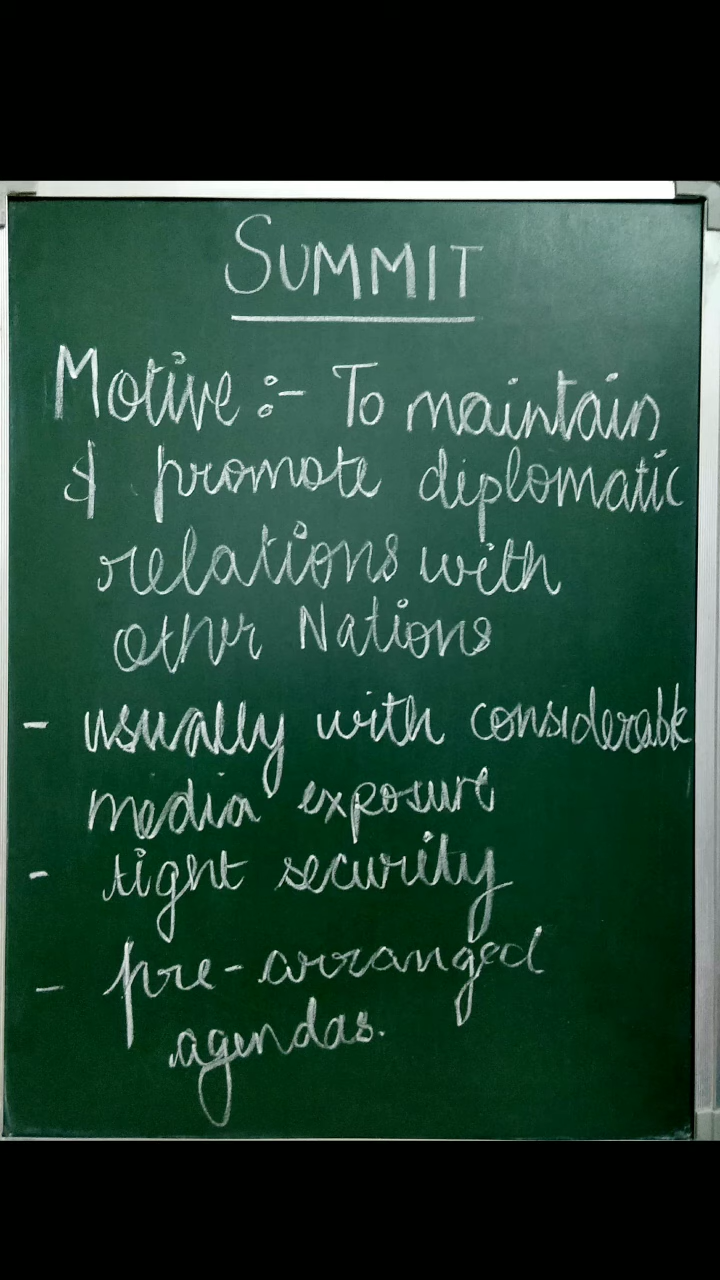 SUMMIT
Motive :- To maintain
& promote diplomatic
relations with
other Nations
- usually with considerable
media exposure
- tight security
- pre-arranged
agendas.